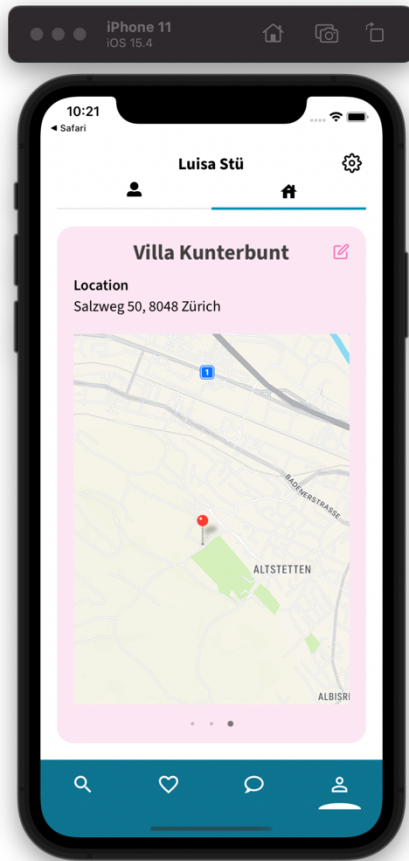 iPhone 11
iOS 15.4
10:21
◀ Safari
Luisa Stü
Villa Kunterbunt
Location
Salzweg 50, 8048 Zürich
1
BADENERSTRASSE
ALTSTETTEN
ALBISRI